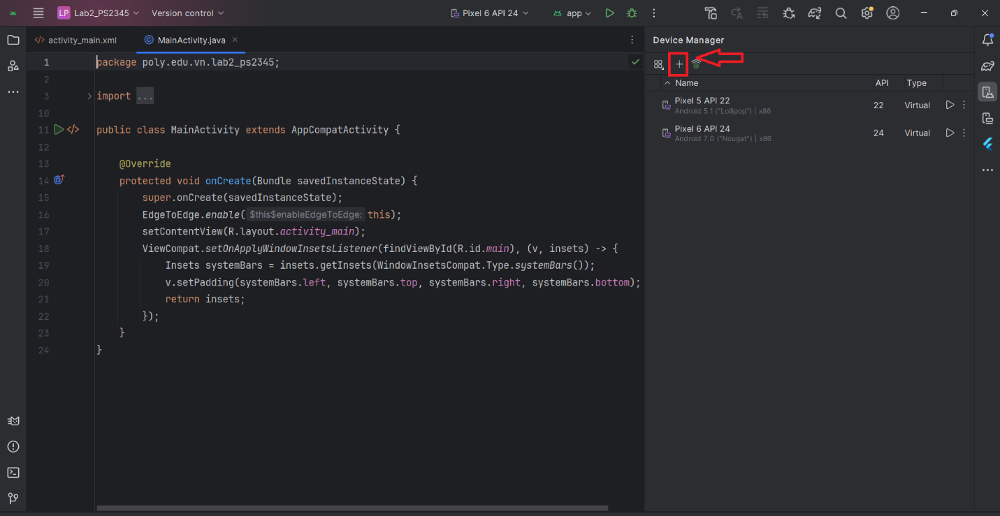 LP Lab2_PS2345 Version control Pixel 6 API 24 app
activity_main.xml MainActivity.java
Device Manager
1 package poly.edu.vn.lab2_ps2345;
2
3 import ...
10
11 public class MainActivity extends AppCompatActivity {
12
13 @Override
14 protected void onCreate(Bundle savedInstanceState) {
15 super.onCreate(savedInstanceState);
16 EdgeToEdge.enable( $this$enableEdgeToEdge: this);
17 setContentView(R.layout.activity_main);
18 ViewCompat.setOnApplyWindowInsetsListener(findViewById(R.id.main), (v, insets) -> {
19 Insets systemBars = insets.getInsets(WindowInsetsCompat.Type.systemBars());
20 v.setPadding(systemBars.left, systemBars.top, systemBars.right, systemBars.bottom);
21 return insets;
22 });
23 }
24 }
Name API Type
Pixel 5 API 22
Android 5.1 ("Lollipop") | x86
22 Virtual
Pixel 6 API 24
Android 7.0 ("Nougat") | x86
24 Virtual